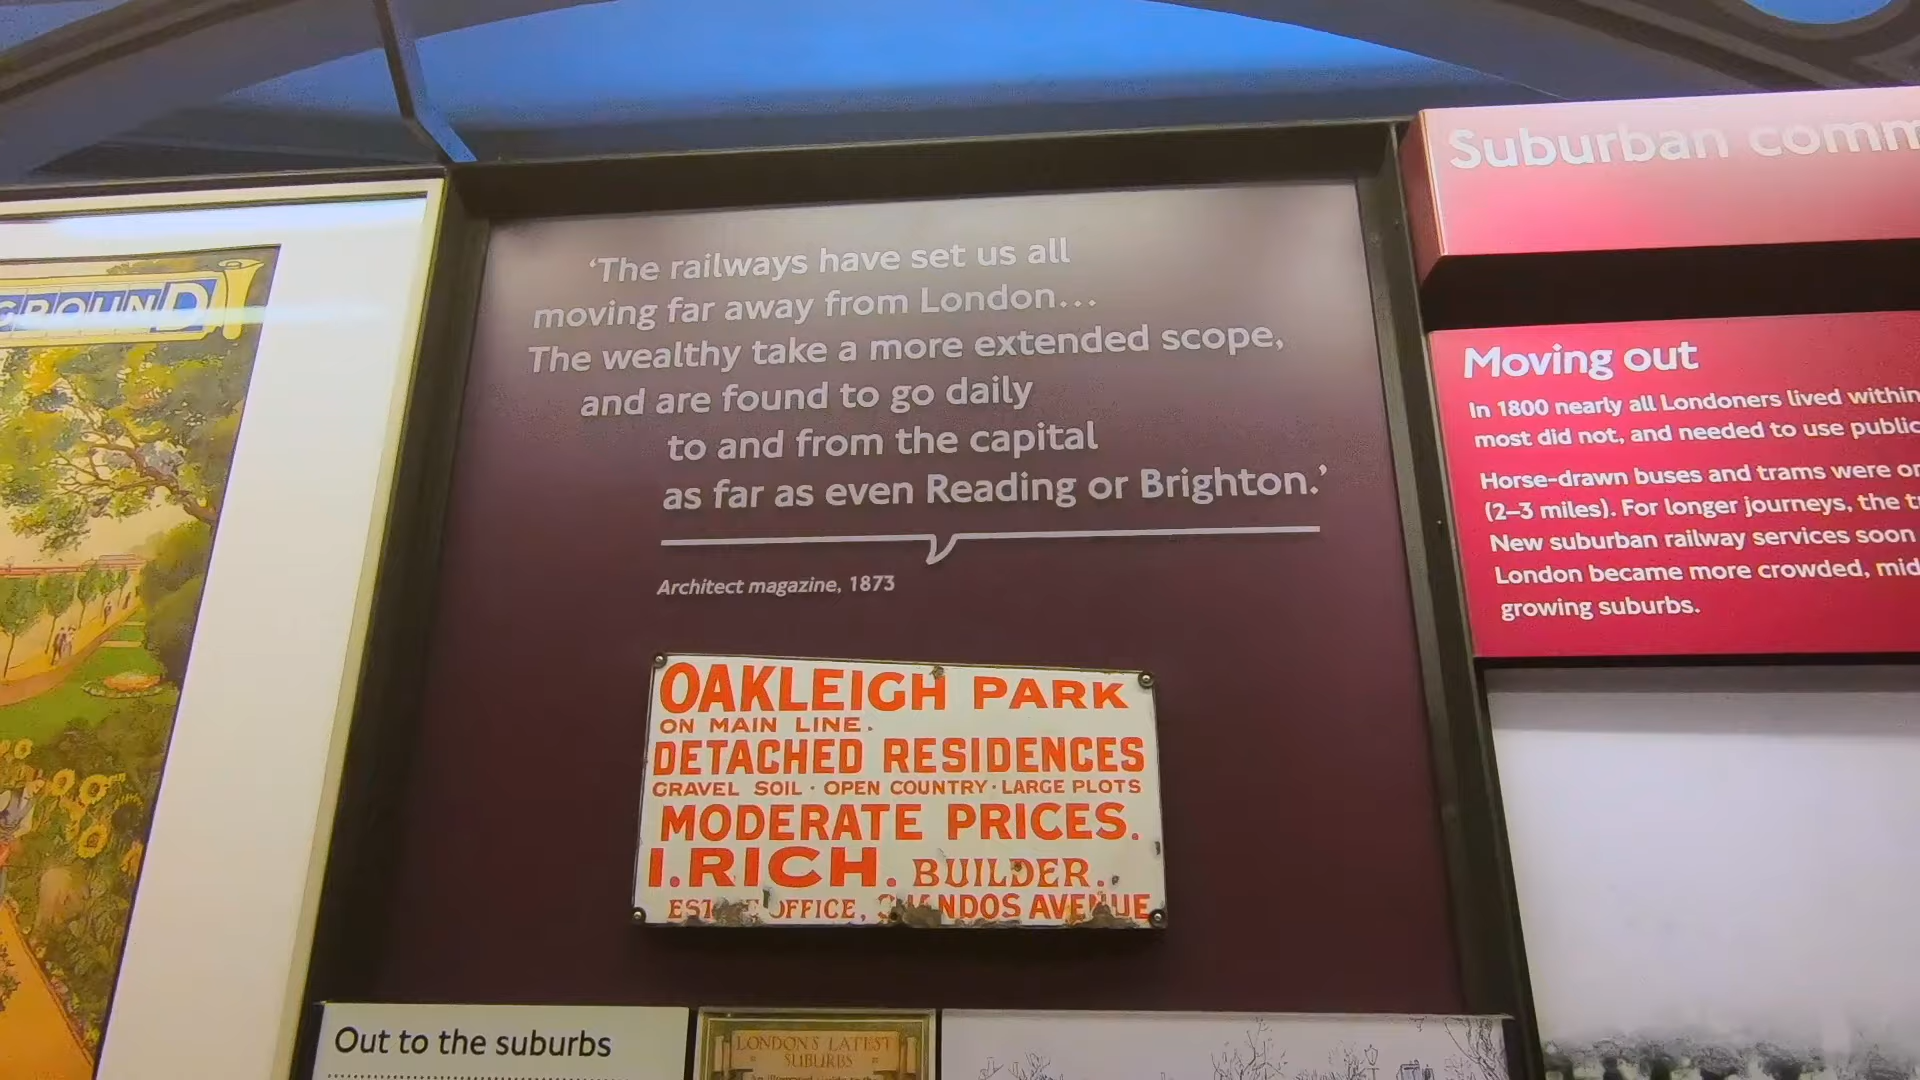 GROUND
‘The railways have set us all
moving far away from London...
The wealthy take a more extended scope,
and are found to go daily
to and from the capital
as far as even Reading or Brighton.’
Architect magazine, 1873
OAKLEIGH PARK
ON MAIN LINE.
DETACHED RESIDENCES
GRAVEL SOIL · OPEN COUNTRY · LARGE PLOTS
MODERATE PRICES.
I.RICH. BUILDER.
OFFICE, AVENUE
Out to the suburbs
LONDON'S LATEST
SUBURBS
Suburban
Moving out
In 1800 nearly all Londoners lived within
most did not, and needed to use public
Horse-drawn buses and trams were
(2–3 miles). For longer journeys, the
New suburban railway services soon
London became more crowded,
growing suburbs.